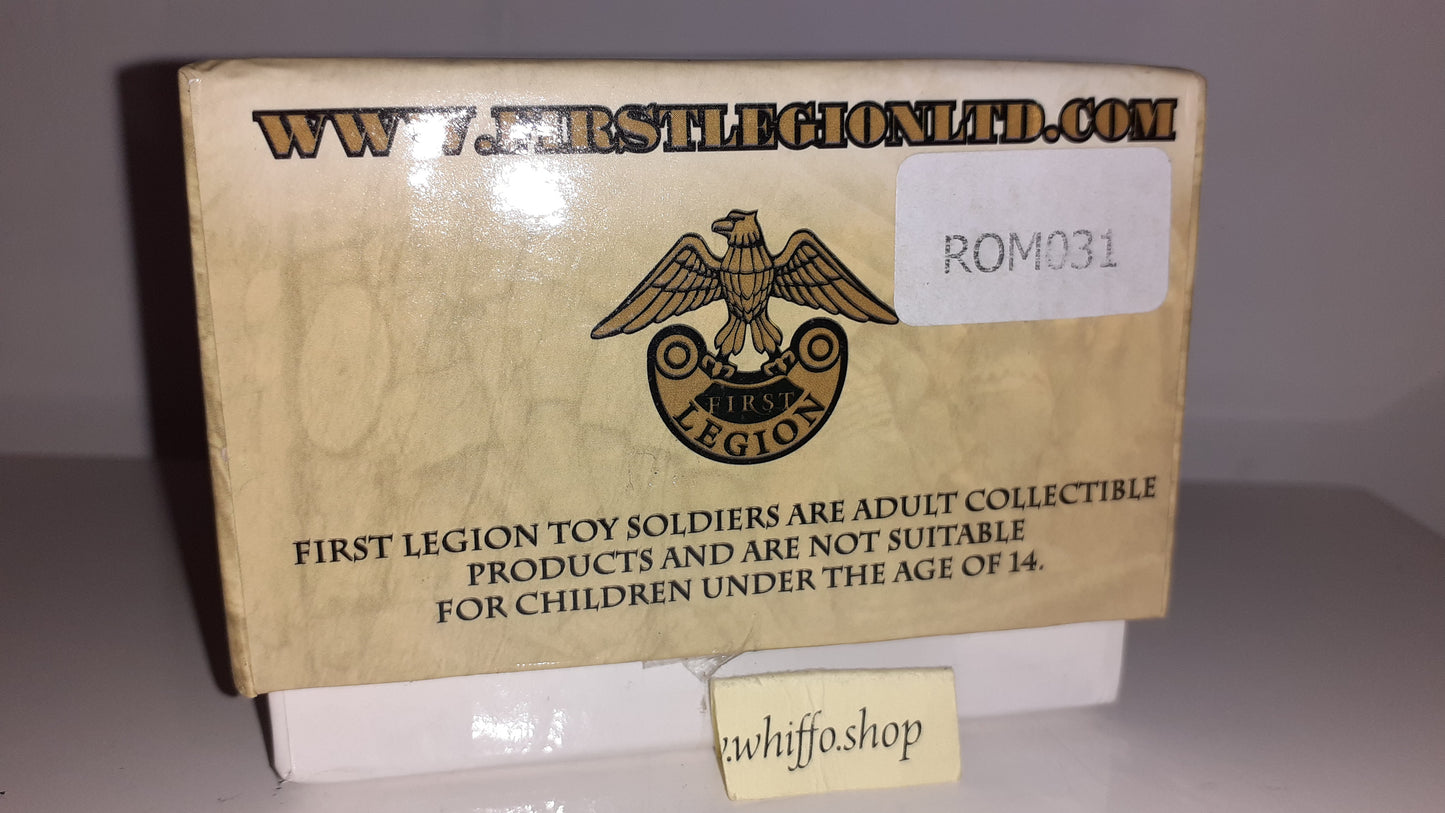 WWW.FIRSTLEGIONLTD.COM
ROM031
FIRST
LEGION
FIRST LEGION TOY SOLDIERS ARE ADULT COLLECTIBLE
PRODUCTS AND ARE NOT SUITABLE
FOR CHILDREN UNDER THE AGE OF 14.
.whiffo.shop